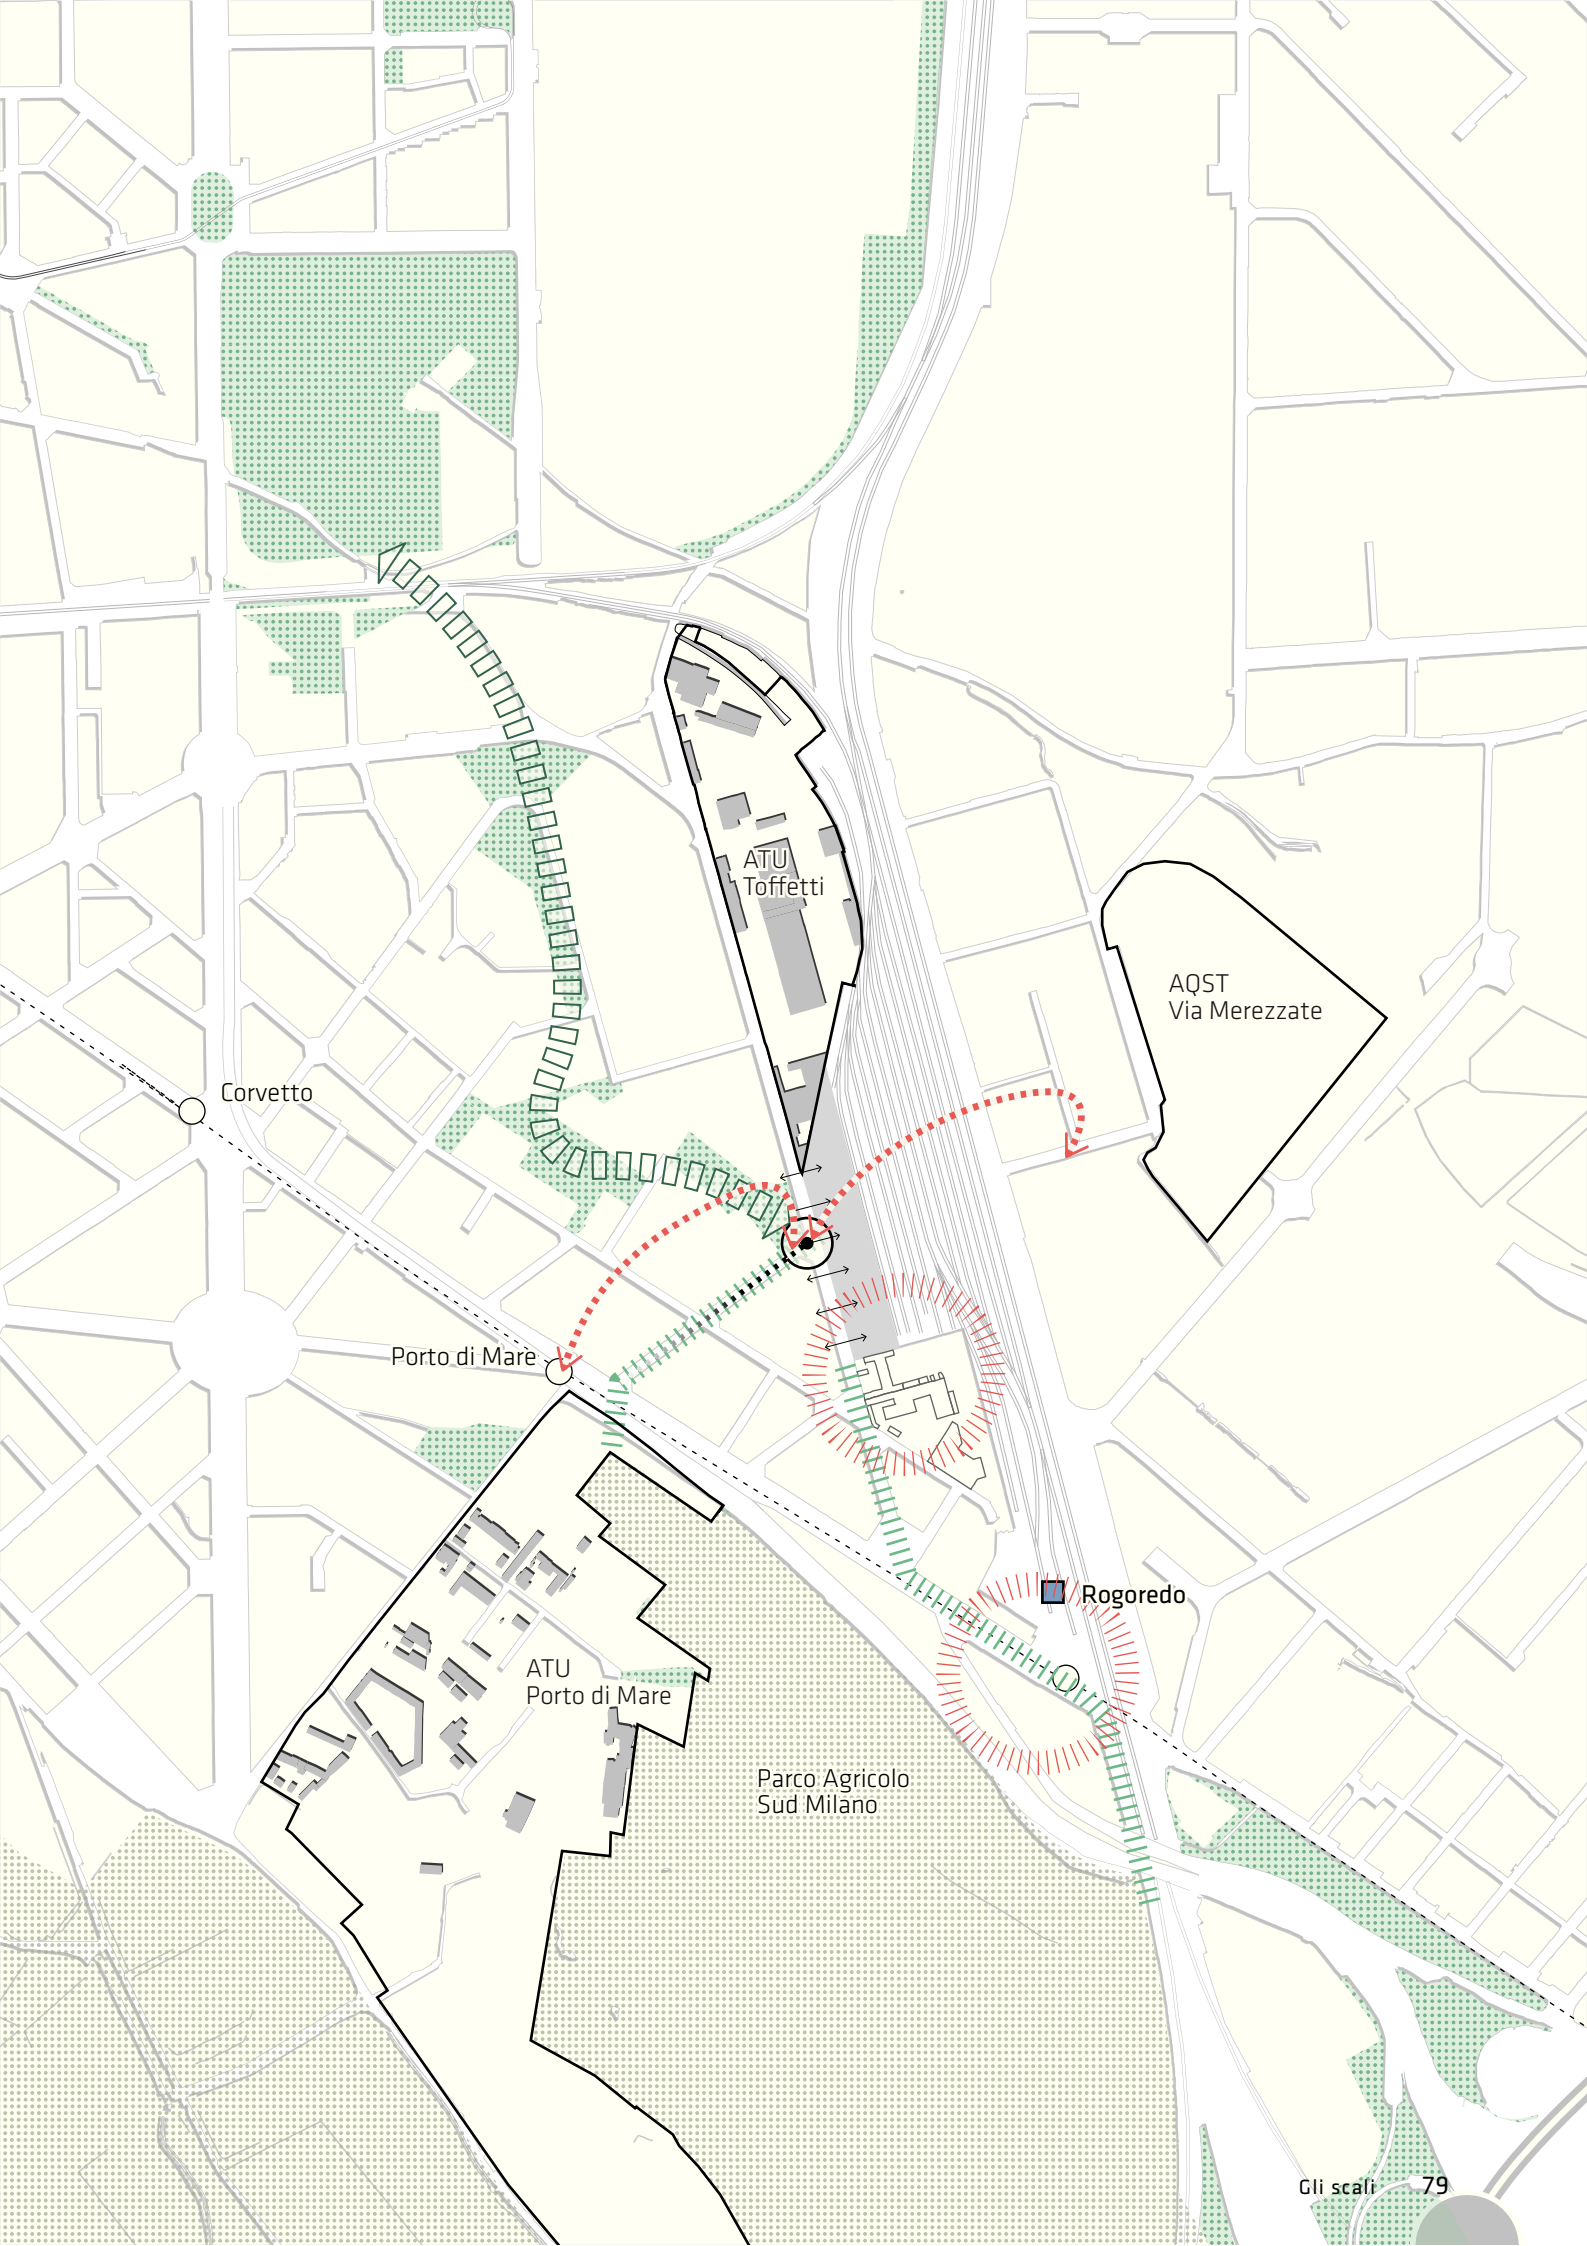 ATU
Toffetti
AQST
Via Merezzate
Corvetto
Porto di Mare
Rogoredo
ATU
Porto di Mare
Parco Agricolo
Sud Milano
Gli scali 79